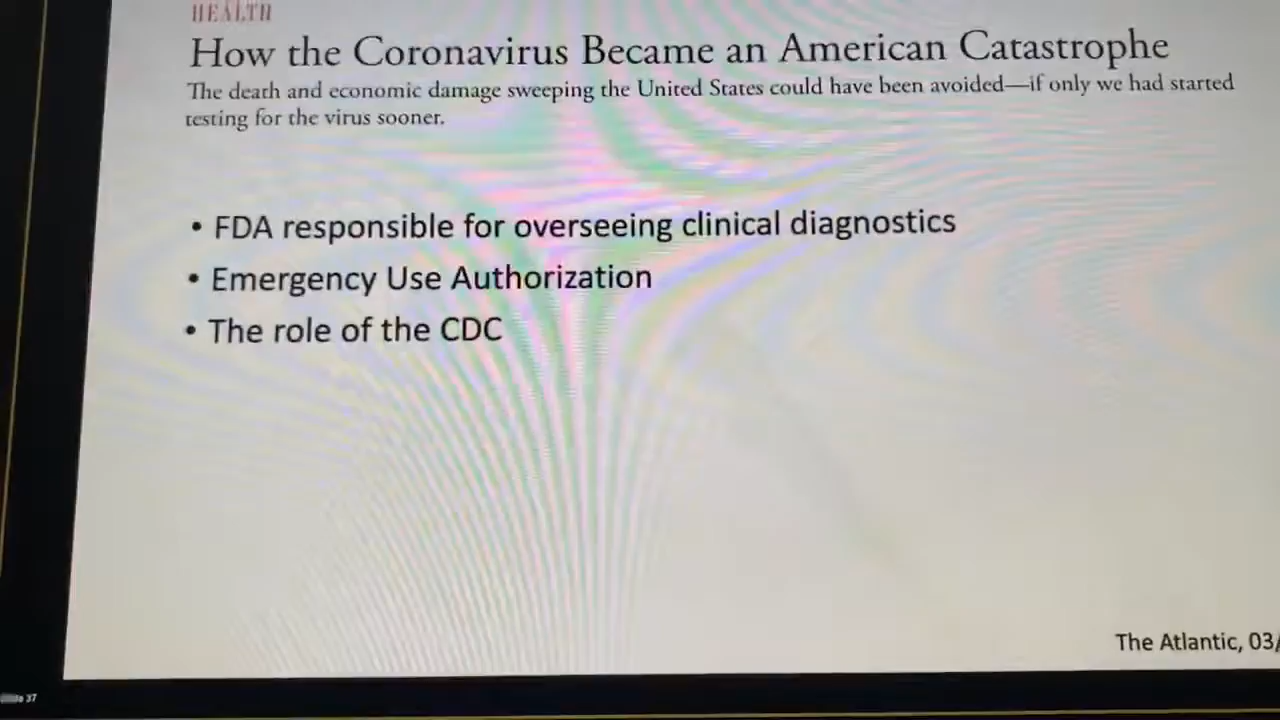 HEALTH
How the Coronavirus Became an American Catastrophe
The death and economic damage sweeping the United States could have been avoided—if only we had started
testing for the virus sooner.
• FDA responsible for overseeing clinical diagnostics
• Emergency Use Authorization
• The role of the CDC
The Atlantic, 03/
37